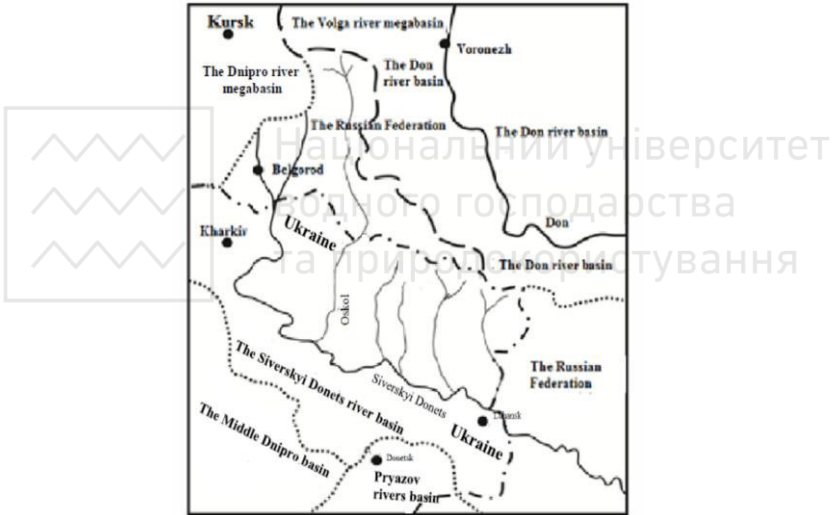 Kursk
The Volga river megabasin
Voronezh
The Don
river basin
The Dnipro river
megabasin
The Russian Federation
The Don river basin
Національний університет
Belgorod
водного господарства
Don
Ukraine
Kharkiv
та природокористування
The Don river basin
Oskol
The Siverskyi Donets river basin
Siverskyi Donets
The Russian
Federation
The Middle Dnipro basin
Ukraine
Luhansk
Donetsk
Pryazov
rivers basin